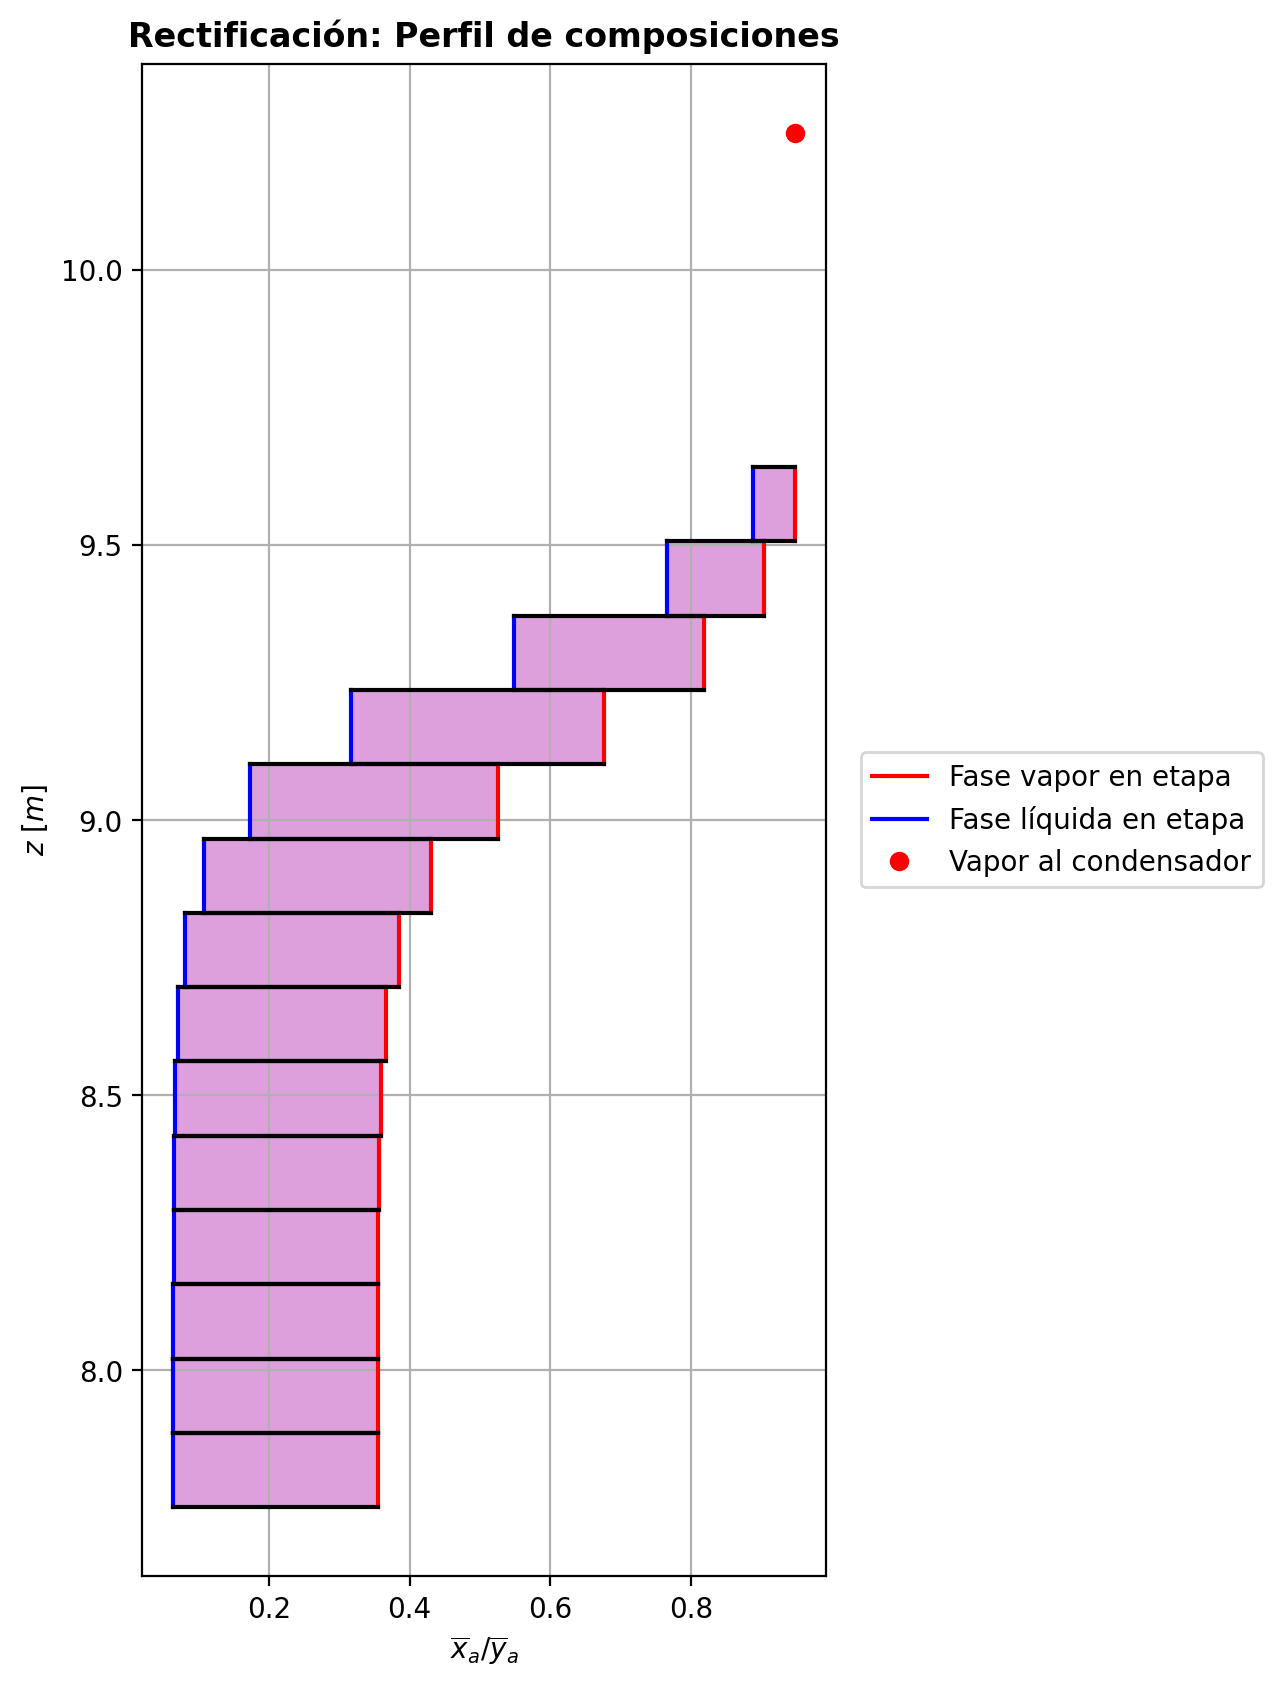 Rectificación: Perfil de composiciones
10.0
9.5
9.0
8.5
8.0
z [m]
0.2 0.4 0.6 0.8
x̅ₐ/y̅ₐ
Fase vapor en etapa
Fase líquida en etapa
Vapor al condensador